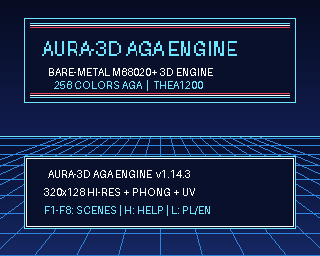 AURA-3D AGA ENGINE
BARE-METAL M68020+ 3D ENGINE
256 COLORS AGA | THEA1200
AURA-3D AGA ENGINE v1.14.3
320x128 HI-RES + PHONG + UV
F1-F8: SCENES | H: HELP | L: PL/EN